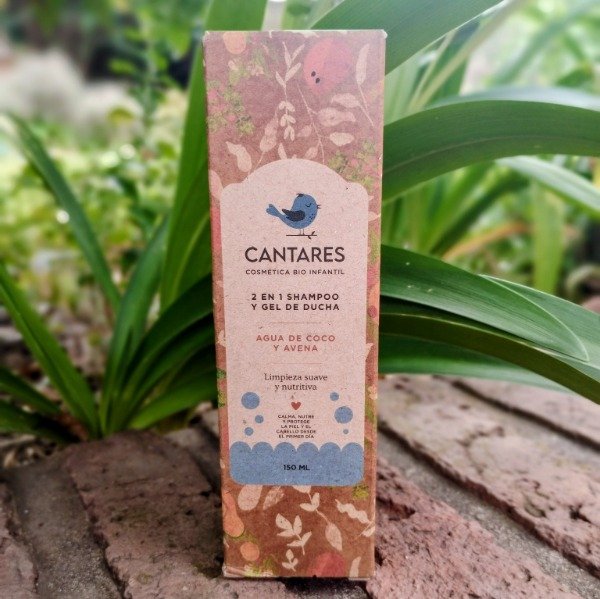 CANTARES
COSMÉTICA BIO INFANTIL
2 EN 1 SHAMPOO
Y GEL DE DUCHA
AGUA DE COCO
Y AVENA
Limpieza suave
y nutritiva
CALMA, NUTRE
Y PROTEGE
LA PIEL Y EL
CABELLO DESDE
EL PRIMER DÍA
150 ML